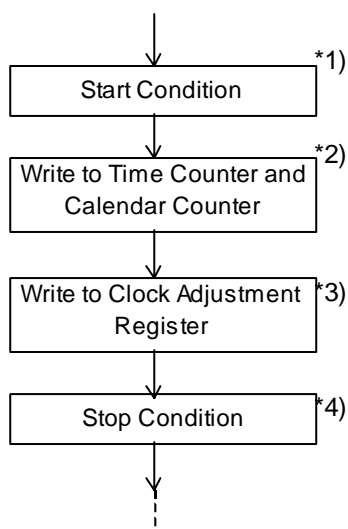 *1)
Start Condition
*2)
Write to Time Counter and
Calendar Counter
*3)
Write to Clock Adjustment
Register
*4)
Stop Condition